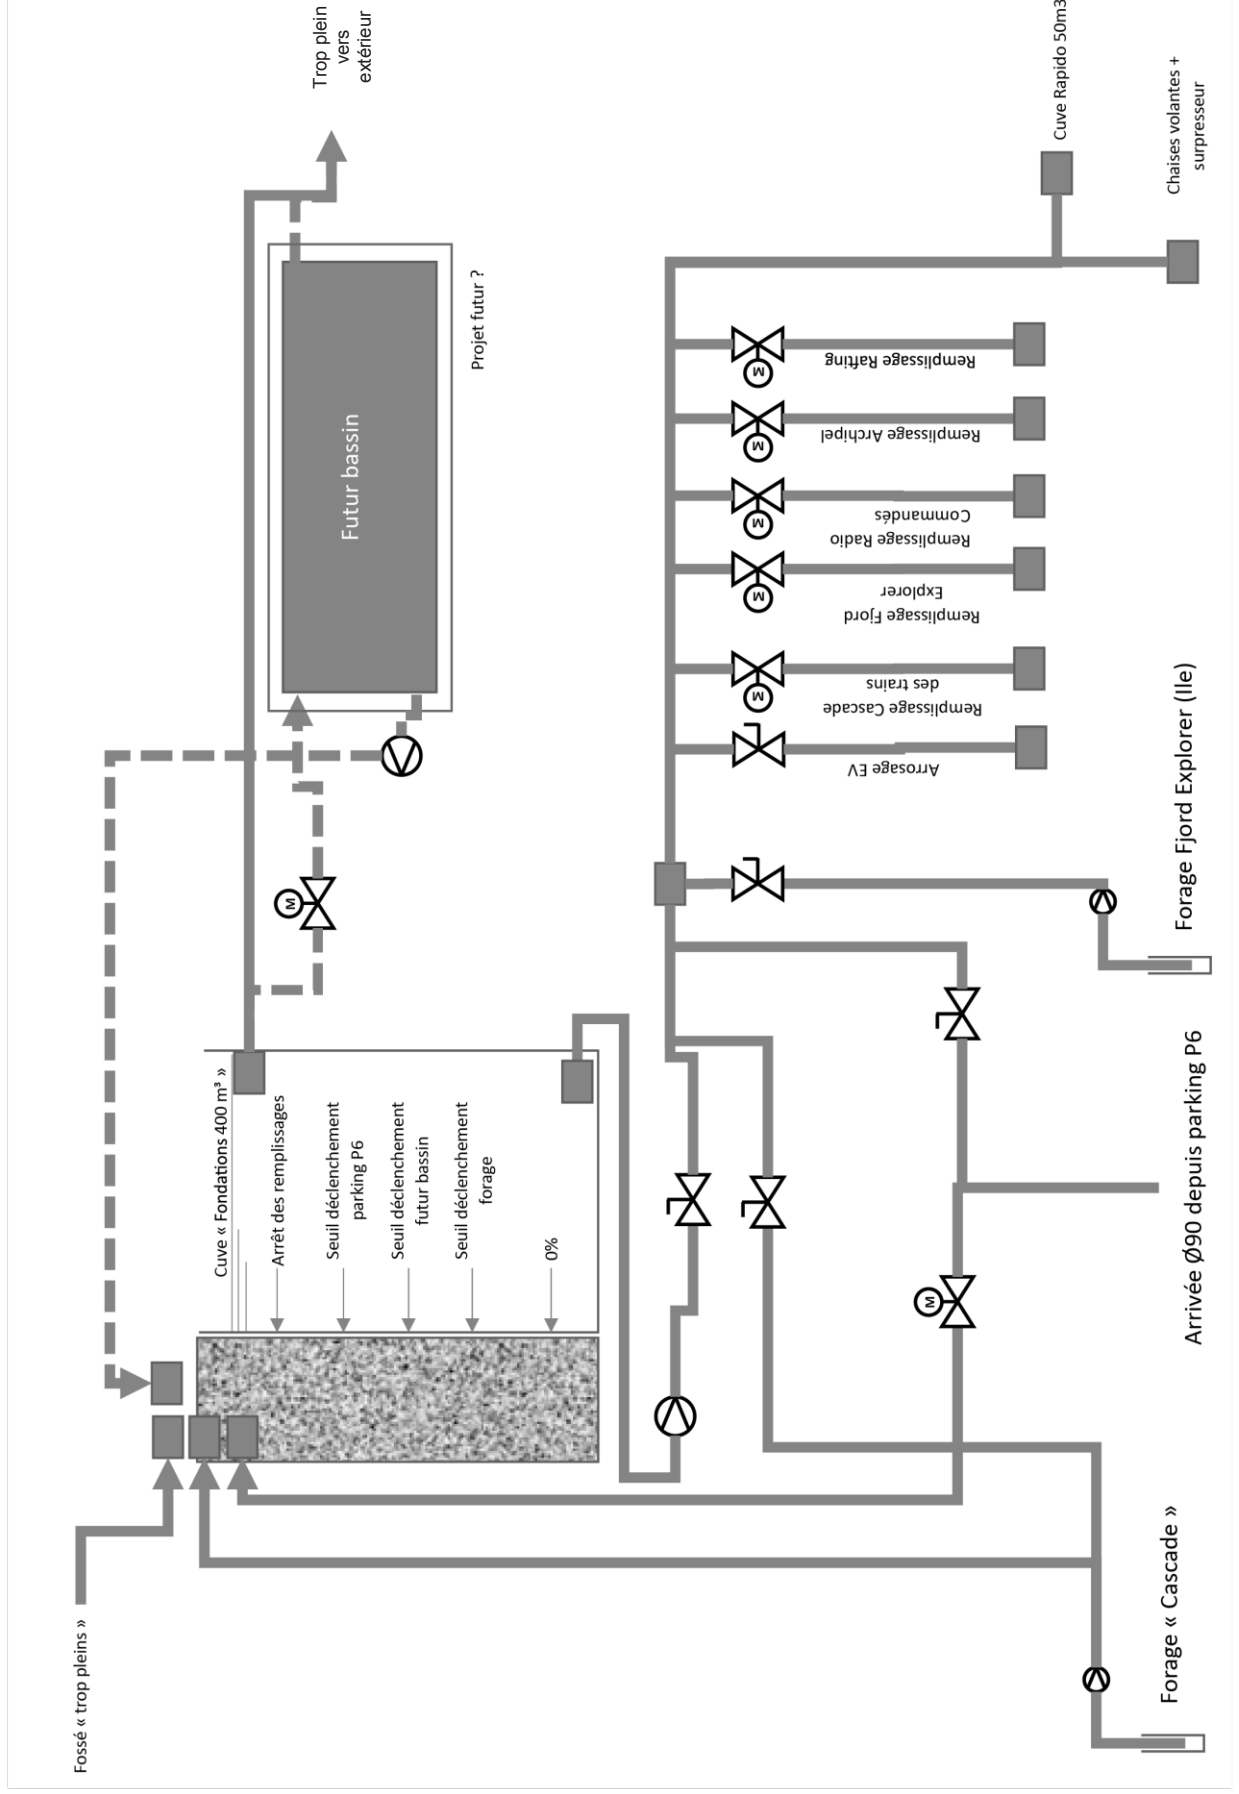 Trop plein
vers
extérieur
Cuve Rapido 50m3
Chaises volantes +
surpresseur
Projet futur ?
Futur bassin
Remplissage Rafting
Remplissage Archipel
Remplissage Radio
Commandés
Remplissage Fjord
Explorer
Remplissage Cascade
des trains
Arrosage EV
M
M
M
M
M
M
M
Forage Fjord Explorer (Ile)
Arrivée Ø90 depuis parking P6
Forage « Cascade »
Cuve « Fondations 400 m³ »
Arrêt des remplissages
Seuil déclenchement
parking P6
Seuil déclenchement
futur bassin
Seuil déclenchement
forage
0%
Fossé « trop pleins »